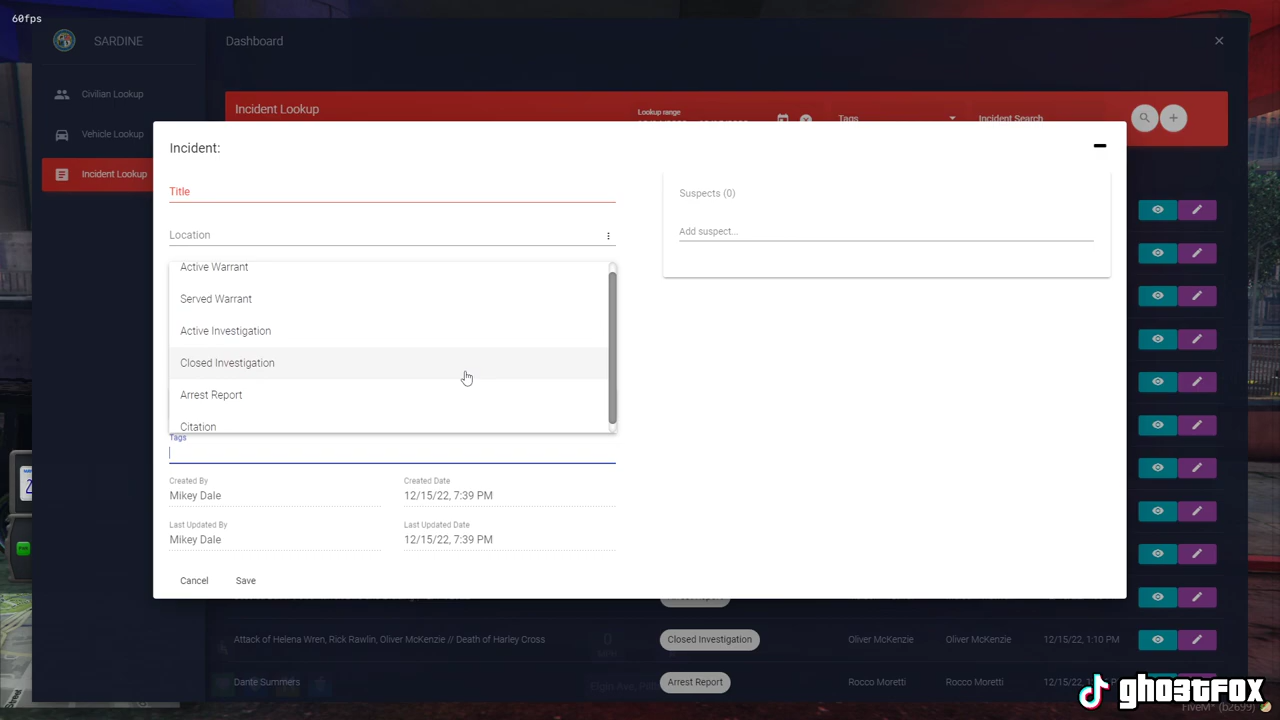 60fps
SARDINE
Dashboard
Civilian Lookup
Vehicle Lookup
Incident Lookup
Incident Lookup
Lookup range
Tags
Incident Search
Incident:
Title
Location
Suspects (0)
Add suspect...
Active Warrant
Served Warrant
Active Investigation
Closed Investigation
Arrest Report
Citation
Tags
Created By
Mikey Dale
Created Date
12/15/22, 7:39 PM
Last Updated By
Mikey Dale
Last Updated Date
12/15/22, 7:39 PM
Cancel
Save
Attack of Helena Wren, Rick Rawlin, Oliver McKenzie // Death of Harley Cross
Closed Investigation
Oliver McKenzie
Oliver McKenzie
12/15/22, 1:10 PM
Dante Summers
Arrest Report
Rocco Moretti
Rocco Moretti
gho3tfox
FiveM® (b2699)